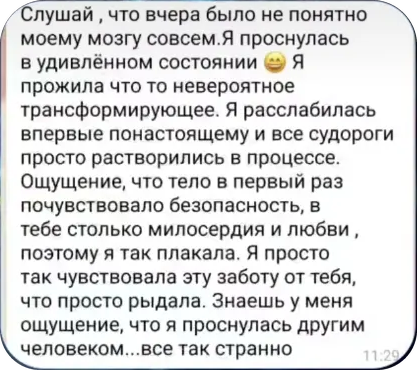 Слушай , что вчера было не понятно
моему мозгу совсем.Я проснулась
в удивлённом состоянии 😄 Я
прожила что то невероятное
трансформирующее. Я расслабилась
впервые понастоящему и все судороги
просто растворились в процессе.
Ощущение, что тело в первый раз
почувствовало безопасность, в
тебе столько милосердия и любви ,
поэтому я так плакала. Я просто
так чувствовала эту заботу от тебя,
что просто рыдала. Знаешь у меня
ощущение, что я проснулась другим
человеком...все так странно
11:29